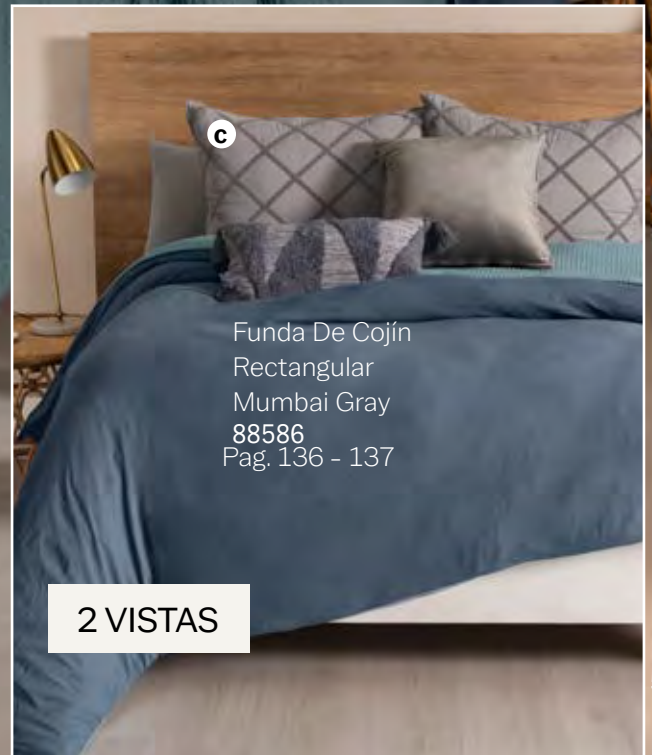 c
Funda De Cojín
Rectangular
Mumbai Gray
88586
Pag. 136 - 137
2 VISTAS